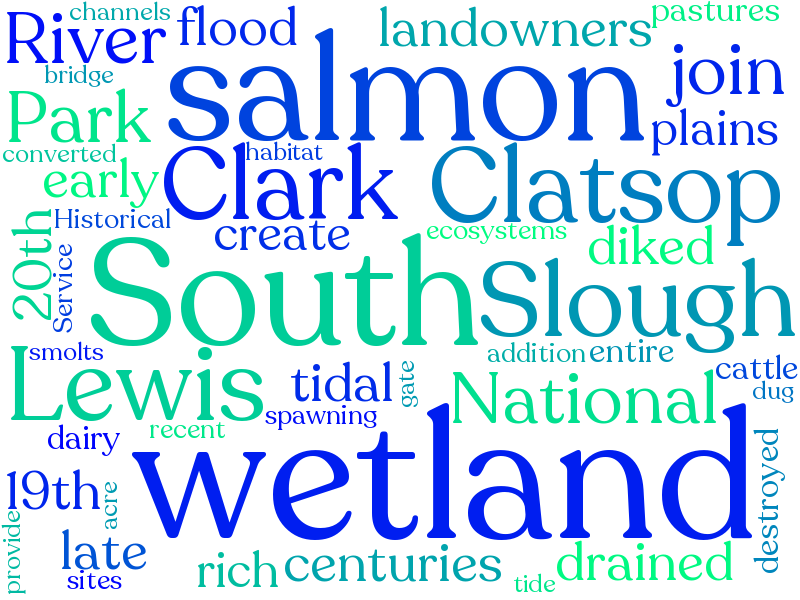 channels
River
flood
landowners
pastures
bridge
salmon
join
Park
plains
converted
habitat
early
Clark
Clatsop
20th
Historical
Service
create
ecosystems
diked
South
Slough
smolts
addition
entire
Lewis
tidal
gate
National
cattle
dug
spawning
dairy
recent
wetland
19th
acre
destroyed
provide
late
sites
rich
centuries
tide
drained